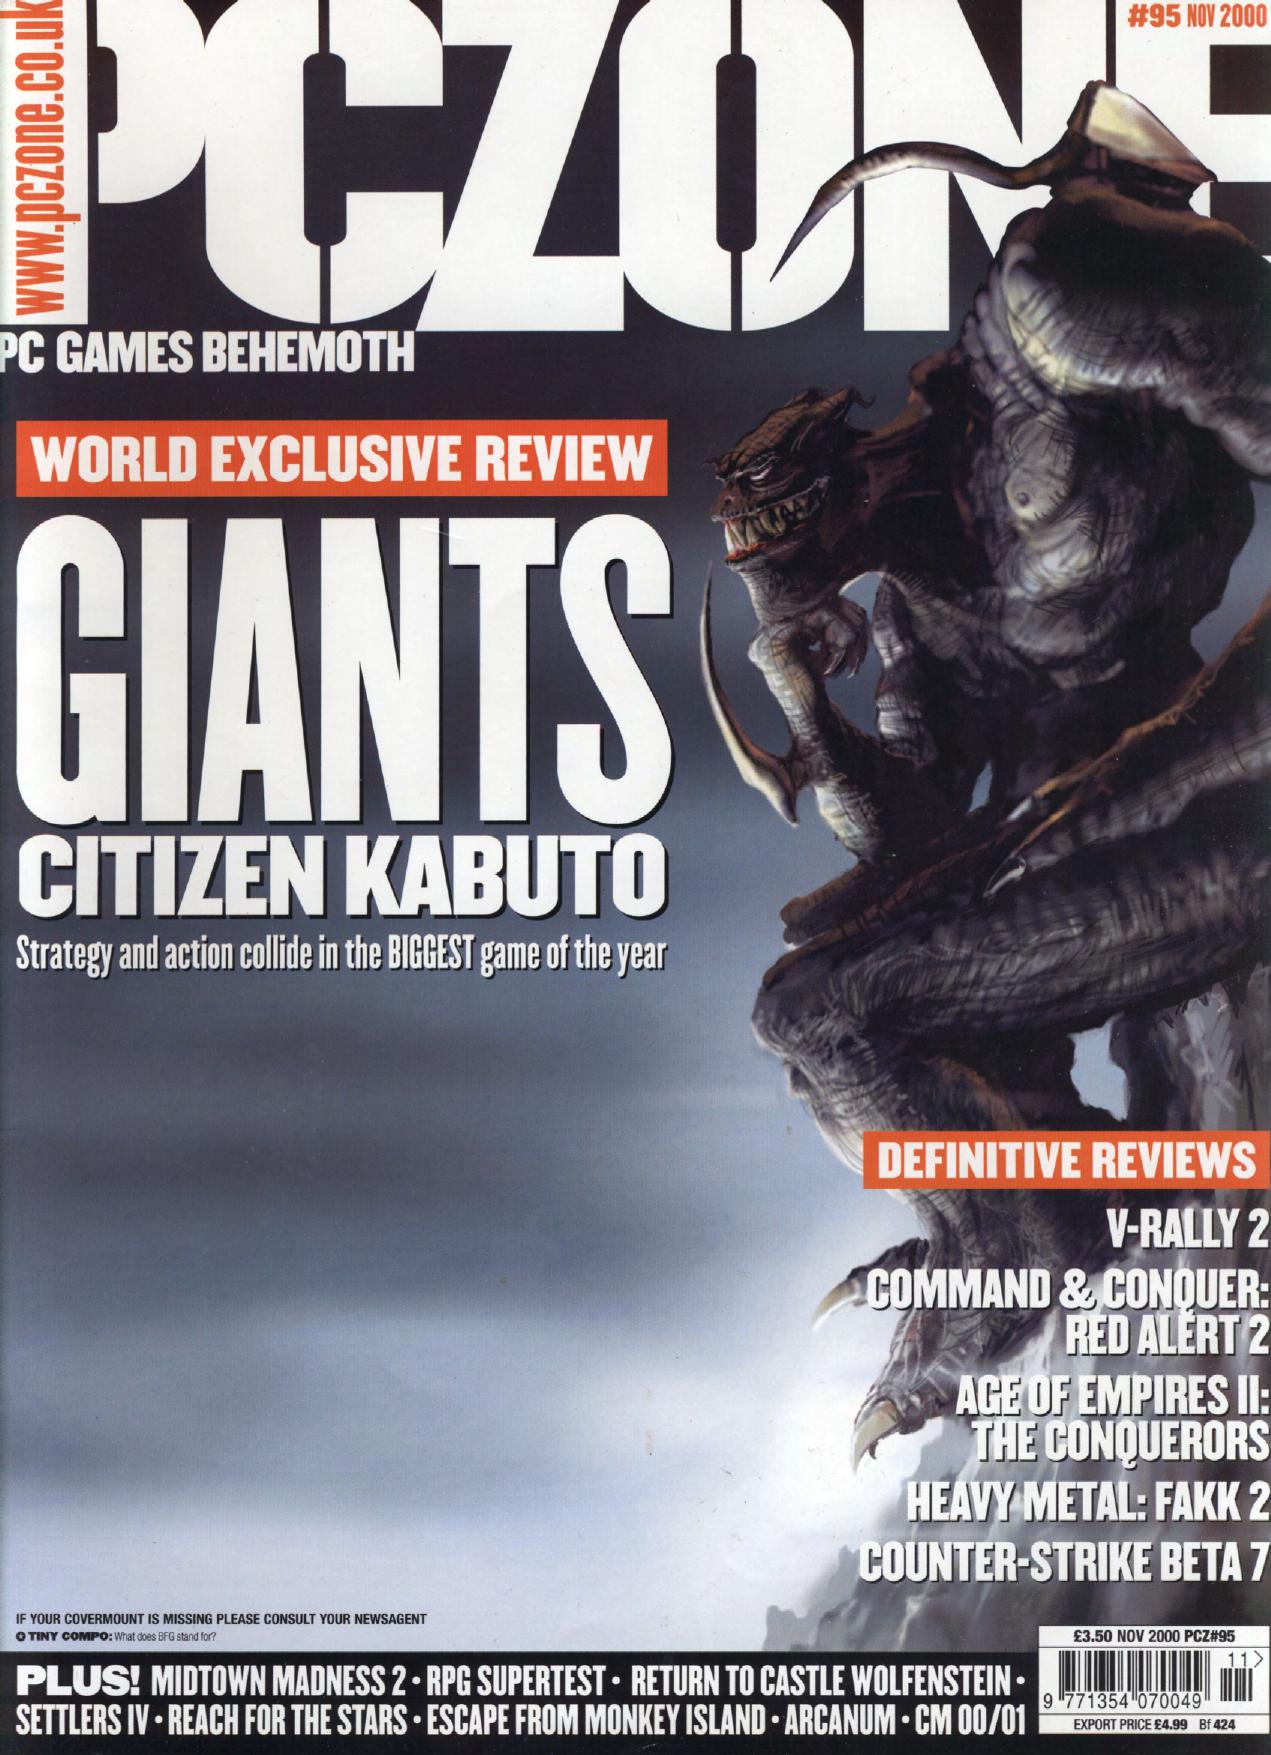 #95 NOV 2000
www.pczone.co.uk
PCZONE
PC GAMES BEHEMOTH
WORLD EXCLUSIVE REVIEW
GIANTS
CITIZEN KABUTO
Strategy and action collide in the BIGGEST game of the year
DEFINITIVE REVIEWS
V-RALLY 2
COMMAND & CONQUER:
RED ALERT 2
AGE OF EMPIRES II:
THE CONQUERORS
HEAVY METAL: FAKK 2
COUNTER-STRIKE BETA 7
IF YOUR COVERMOUNT IS MISSING PLEASE CONSULT YOUR NEWSAGENT
✪ TINY COMPO: What does BFG stand for?
PLUS! MIDTOWN MADNESS 2 • RPG SUPERTEST • RETURN TO CASTLE WOLFENSTEIN •
SETTLERS IV • REACH FOR THE STARS • ESCAPE FROM MONKEY ISLAND • ARCANUM • CM 00/01
£3.50 NOV 2000 PCZ#95
11>
9 771354 070049
EXPORT PRICE £4.99 Bf 424